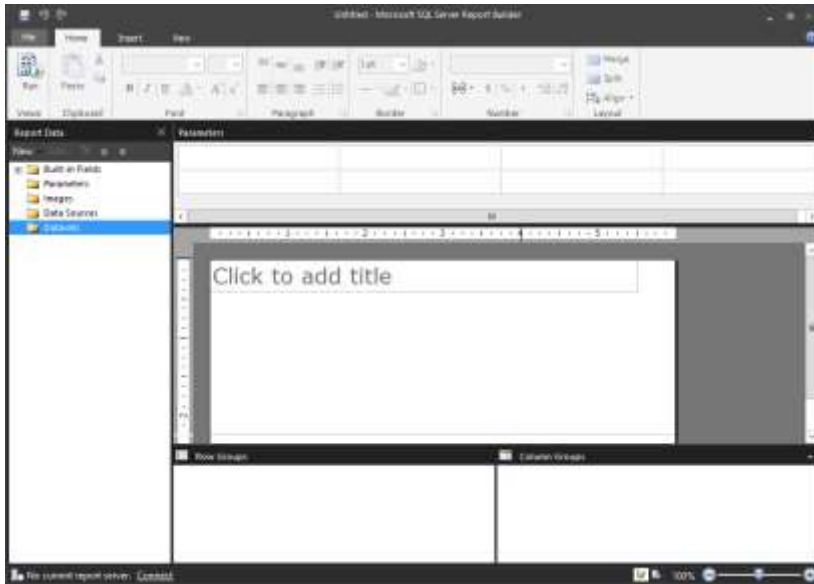 Untitled - Microsoft SQL Server Report Builder
File Home Insert View
Run Paste
Merge
Split
Align
Views Clipboard Font Paragraph Border Number Layout
Report Data
New
Built-in Fields
Parameters
Images
Data Sources
Datasets
Parameters
Click to add title
Row Groups
Column Groups
No current report server. Connect
100%